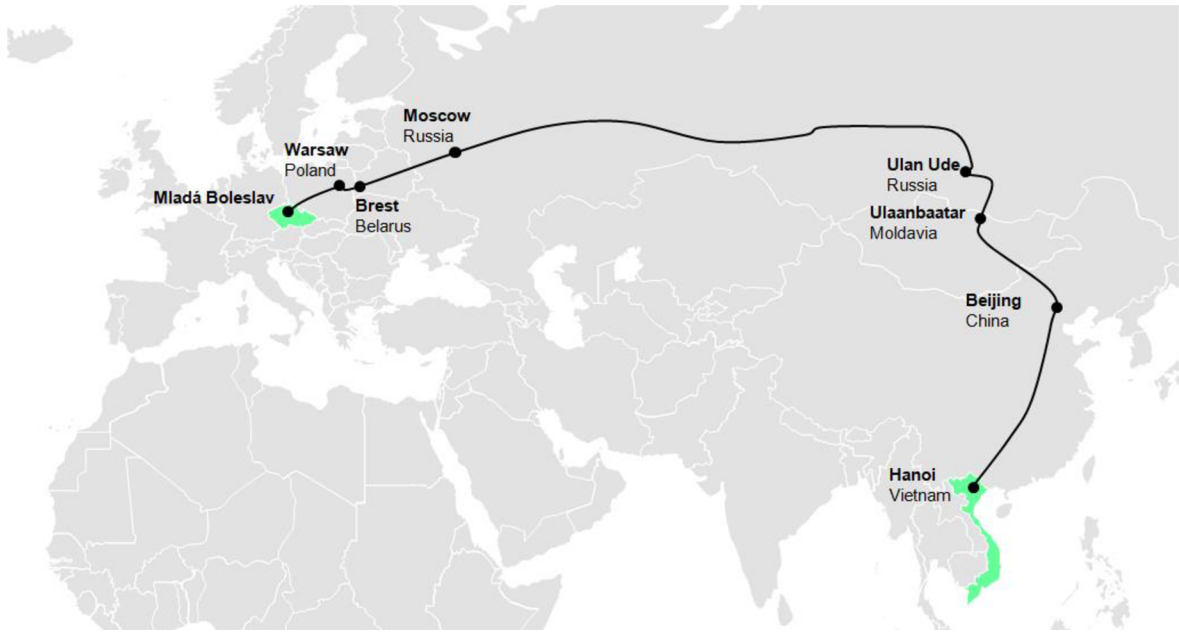 Moscow
Russia
Warsaw
Poland
Mladá Boleslav
Brest
Belarus
Ulan Ude
Russia
Ulaanbaatar
Moldavia
Beijing
China
Hanoi
Vietnam